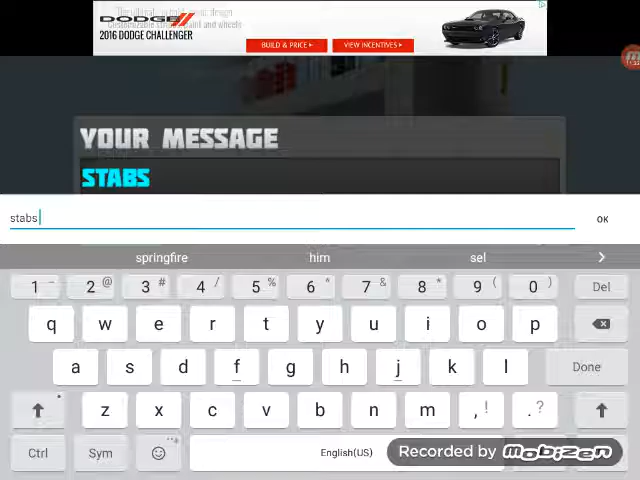 DODGE
2016 DODGE CHALLENGER
BUILD & PRICE ▸
VIEW INCENTIVES ▸
YOUR MESSAGE
STABS
stabs
OK
springfire him sel
1 - 2 @ 3 # 4 / 5 % 6 ^ 7 & 8 * 9 ( 0 ) Del
q w e r t y u i o p
a s d f g h j k l Done
z x c v b n m , ! . ?
Ctrl Sym English(US)
Recorded by mobizen